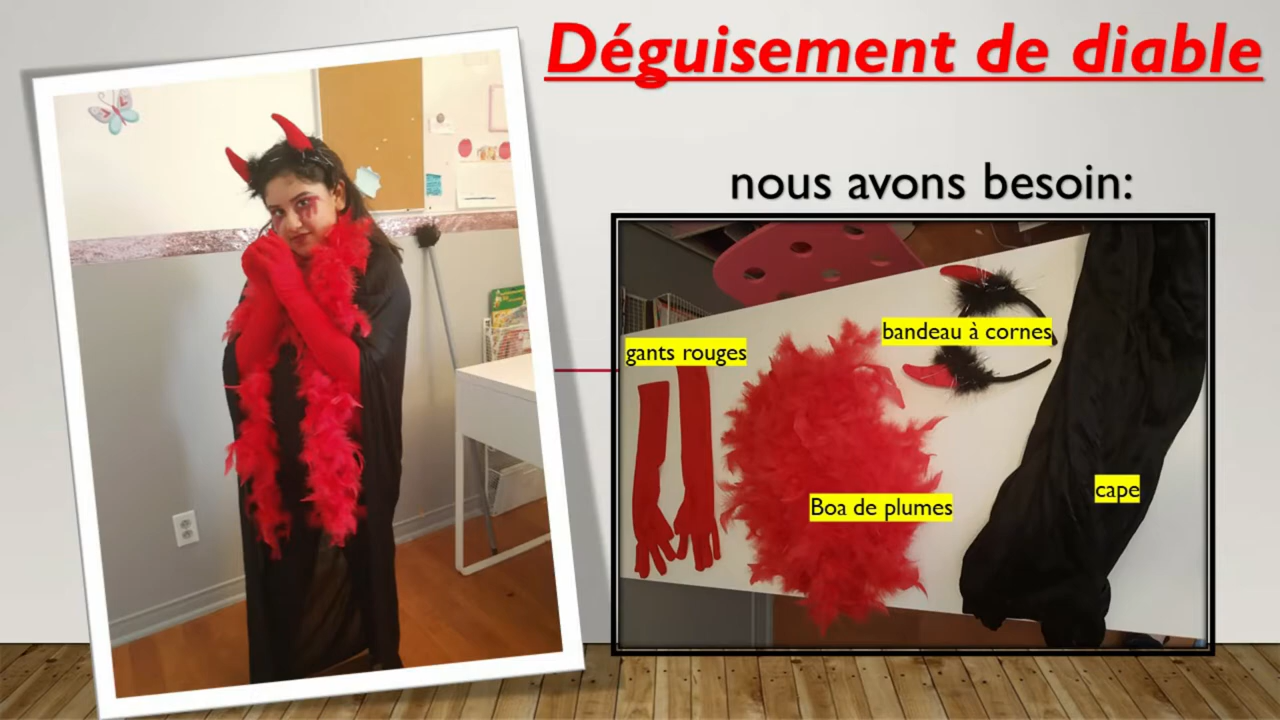 Déguisement de diable
nous avons besoin:
bandeau à cornes
gants rouges
cape
Boa de plumes